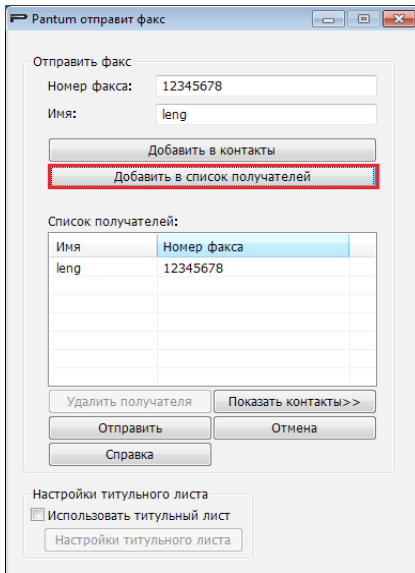 Pantum отправит факс
Отправить факс
Номер факса: 12345678
Имя: leng
Добавить в контакты
Добавить в список получателей
Список получателей:
Имя Номер факса
leng 12345678
Удалить получателя Показать контакты>>
Отправить Отмена
Справка
Настройки титульного листа
Использовать титульный лист
Настройки титульного листа